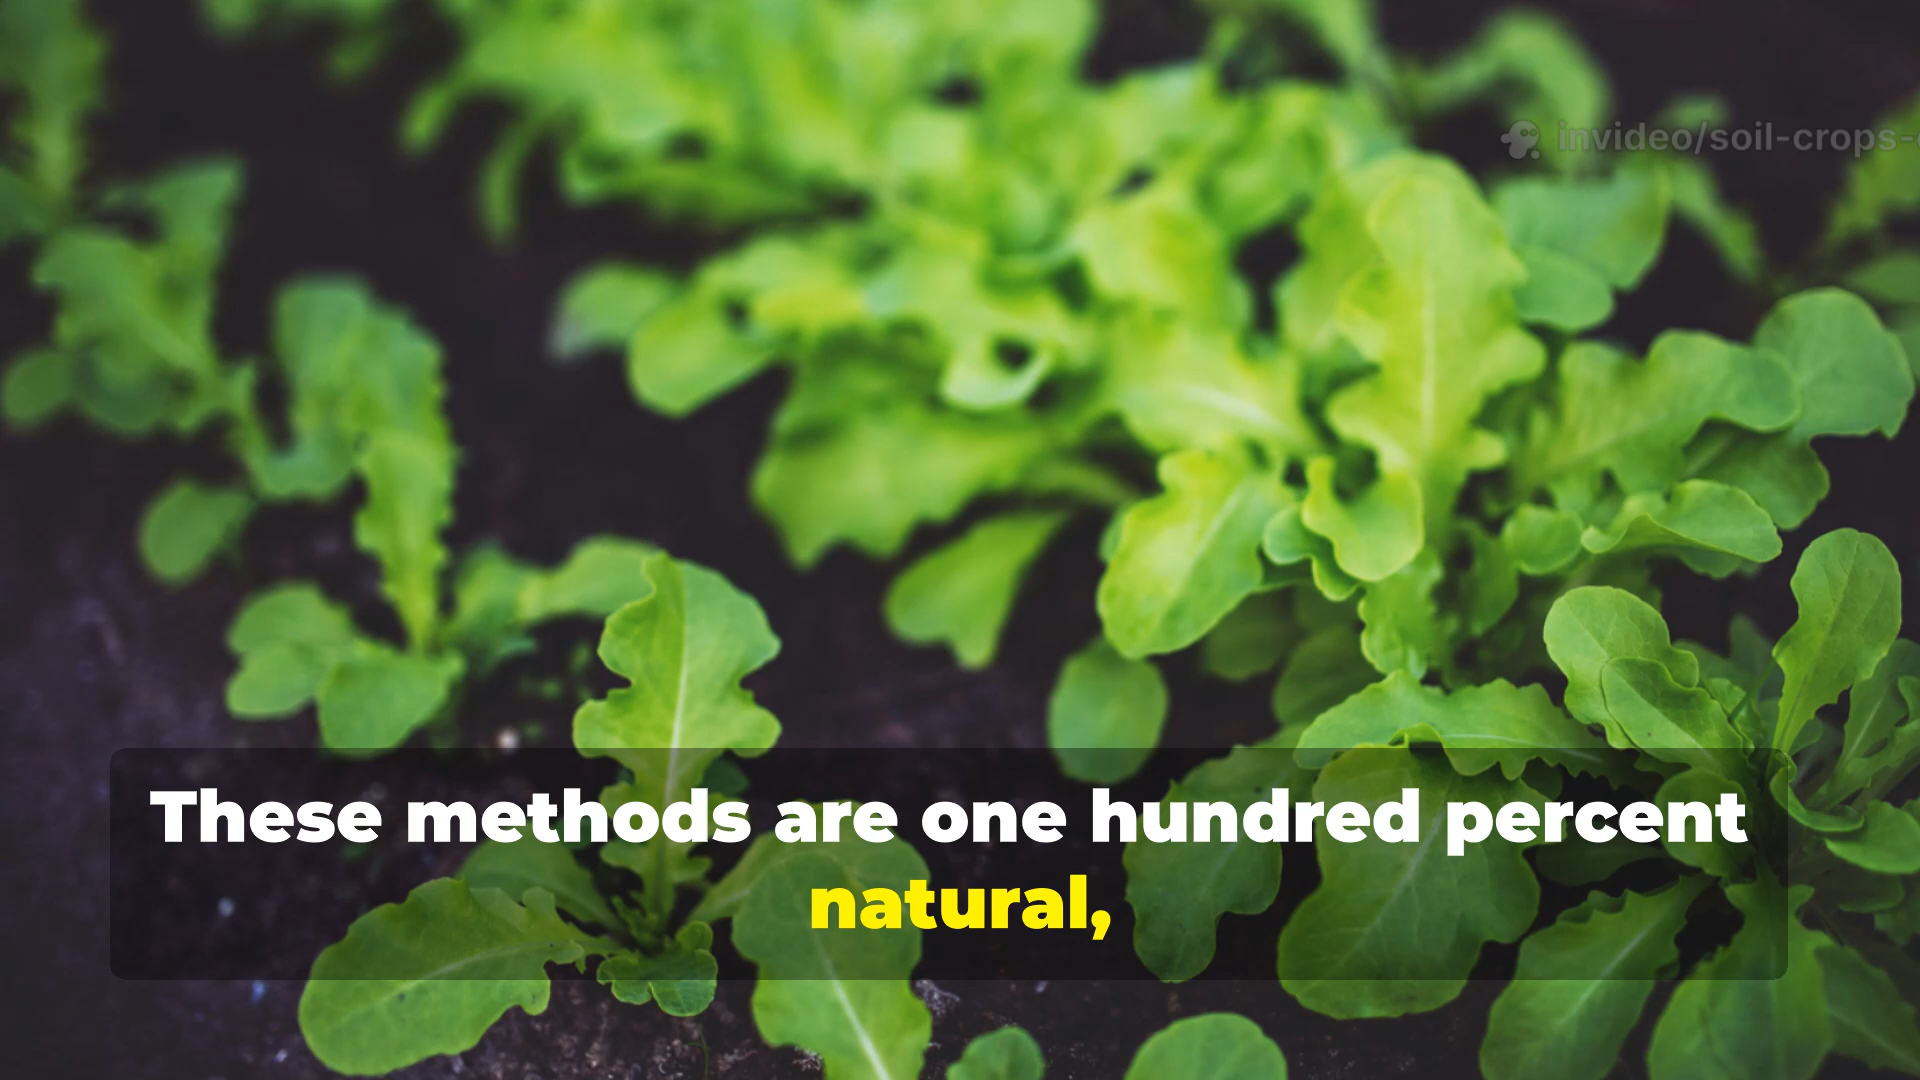 invideo/soil-crops-
These methods are one hundred percent
natural,